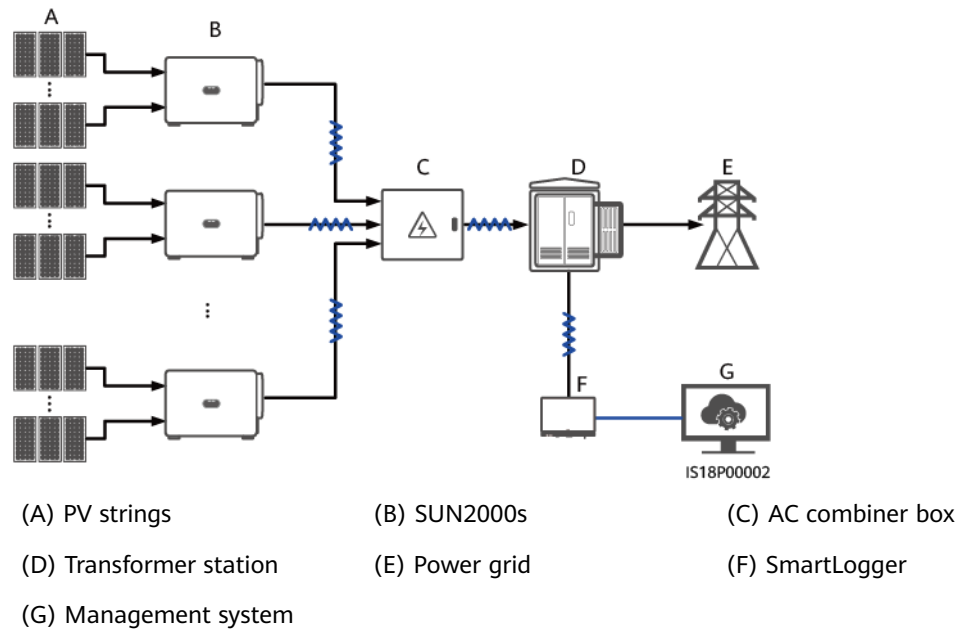 A
B
C
D
E
F
G
IS18P00002
(A) PV strings (B) SUN2000s (C) AC combiner box
(D) Transformer station (E) Power grid (F) SmartLogger
(G) Management system